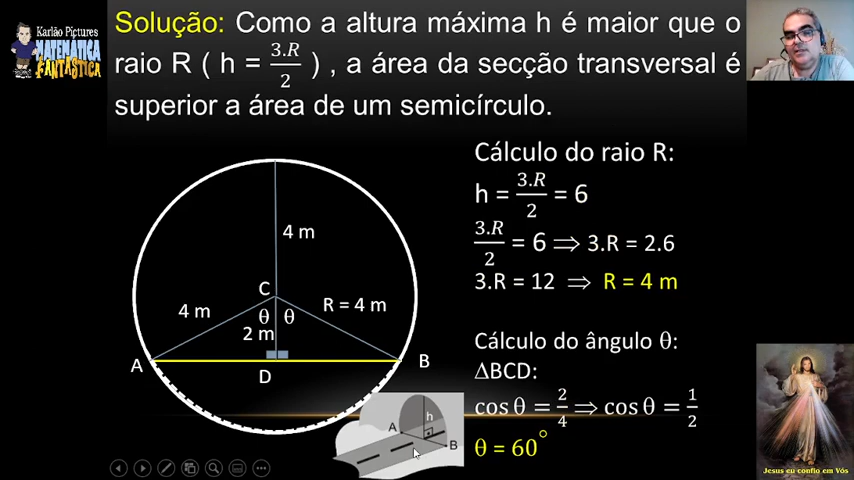 Karlão Pictures
MATEMÁTICA
FANTÁSTICA
Solução: Como a altura máxima h é maior que o
raio R ( h = 3.R/2 ) , a área da secção transversal é
superior a área de um semicírculo.
4 m
C
4 m
R = 4 m
θ θ
2 m
A
B
D
Cálculo do raio R:
h = 3.R/2 = 6
3.R/2 = 6 ⟹ 3.R = 2.6
3.R = 12 ⟹ R = 4 m
Cálculo do ângulo θ:
ΔBCD:
cos θ = 2/4 ⟹ cos θ = 1/2
θ = 60°
h
A
B
Jesus eu confio em Vós